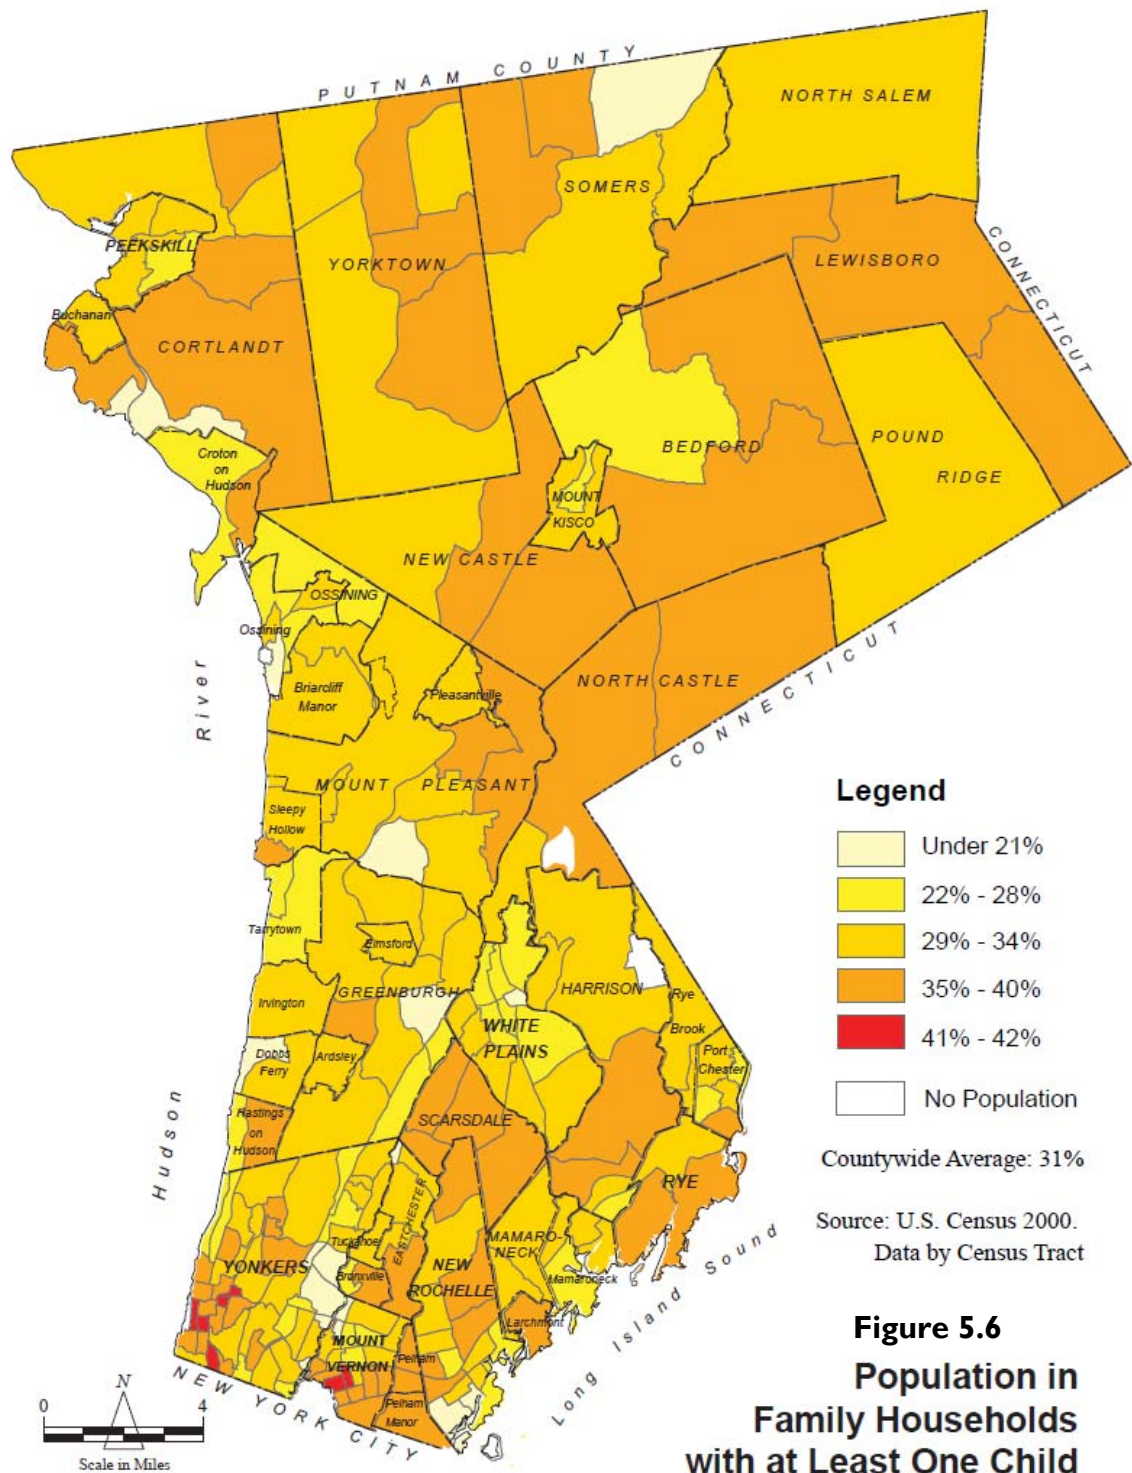 PUTNAM COUNTY
NORTH SALEM
SOMERS
PEEKSKILL
YORKTOWN
LEWISBORO
CONNECTICUT
Buchanan
CORTLANDT
POUND
RIDGE
BEDFORD
Croton
on
Hudson
MOUNT
KISCO
NEW CASTLE
OSSINING
Ossining
CONNECTICUT
River
Briarcliff
Manor
Pleasantville
NORTH CASTLE
MOUNT PLEASANT
Sleepy
Hollow
Tarrytown
Elmsford
GREENBURGH
HARRISON
Rye
Brook
Irvington
WHITE
PLAINS
Port
Chester
Dobbs
Ferry
Ardsley
Hastings
on
Hudson
SCARSDALE
Hudson
RYE
EASTCHESTER
Tuckahoe
MAMARO-
NECK
YONKERS
Bronxville
NEW
ROCHELLE
Mamaroneck
Larchmont
MOUNT
VERNON
Pelham
Pelham
Manor
Long Island Sound
NEW YORK CITY
N
0 4
Scale in Miles
Legend
Under 21%
22% - 28%
29% - 34%
35% - 40%
41% - 42%
No Population
Countywide Average: 31%
Source: U.S. Census 2000.
Data by Census Tract
Figure 5.6
Population in
Family Households
with at Least One Child